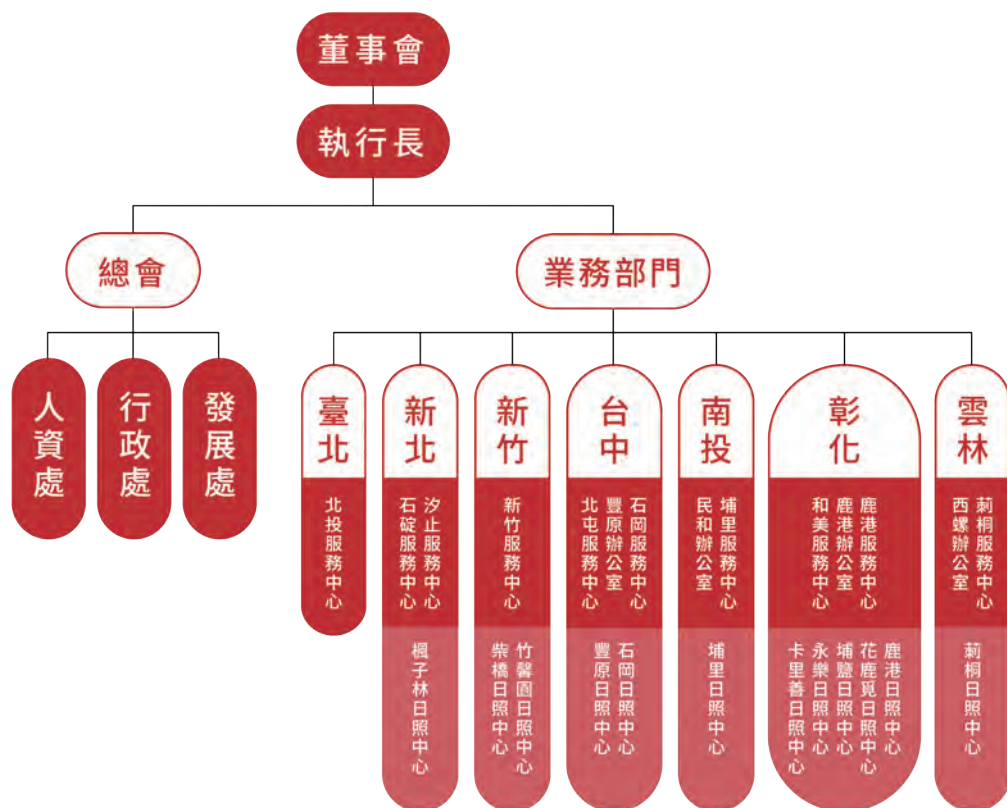 董事會
執行長
總會
業務部門
人資處
行政處
發展處
臺北
北投服務中心
新北
汐止服務中心
石碇服務中心
楓子林日照中心
新竹
新竹服務中心
竹馨園日照中心
柴橋日照中心
台中
石岡服務中心
豐原辦公室
北屯服務中心
石岡日照中心
豐原日照中心
南投
埔里服務中心
民和辦公室
埔里日照中心
彰化
鹿港服務中心
鹿港辦公室
和美服務中心
鹿港日照中心
花鹿覓日照中心
埔鹽日照中心
永樂日照中心
卡里善日照中心
雲林
莿桐服務中心
西螺辦公室
莿桐日照中心